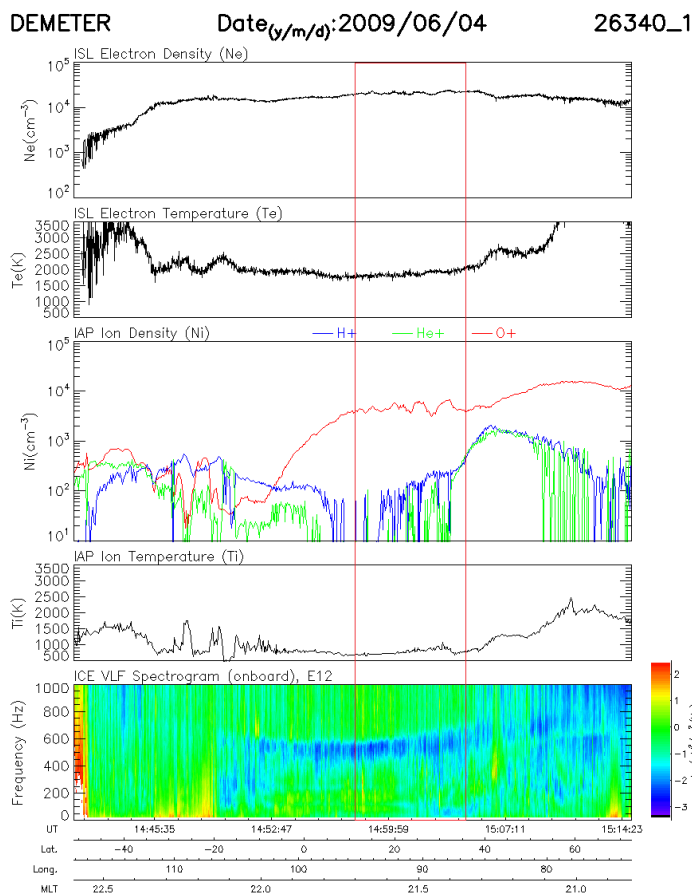 DEMETER Date(y/m/d):2009/06/04 26340_1
ISL Electron Density (Ne)
10^5
10^4
10^3
10^2
Ne(cm^-3)
ISL Electron Temperature (Te)
3500
3000
2500
2000
1500
1000
500
Te(K)
IAP Ion Density (Ni) H+ He+ O+
10^5
10^4
10^3
10^2
10^1
Ni(cm^-3)
IAP Ion Temperature (Ti)
3500
3000
2500
2000
1500
1000
500
Ti(K)
ICE VLF Spectrogram (onboard), E12
1000
800
600
400
200
0
Frequency (Hz)
2
1
0
-1
-2
-3
UT 14:45:35 14:52:47 14:59:59 15:07:11 15:14:23
Lat. -40 -20 0 20 40 60
Long. 110 100 90 80
MLT 22.5 22.0 21.5 21.0